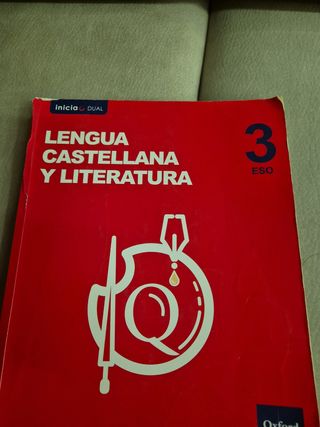 inicia DUAL
LENGUA
CASTELLANA
Y LITERATURA
3
ESO
Q
Oxford